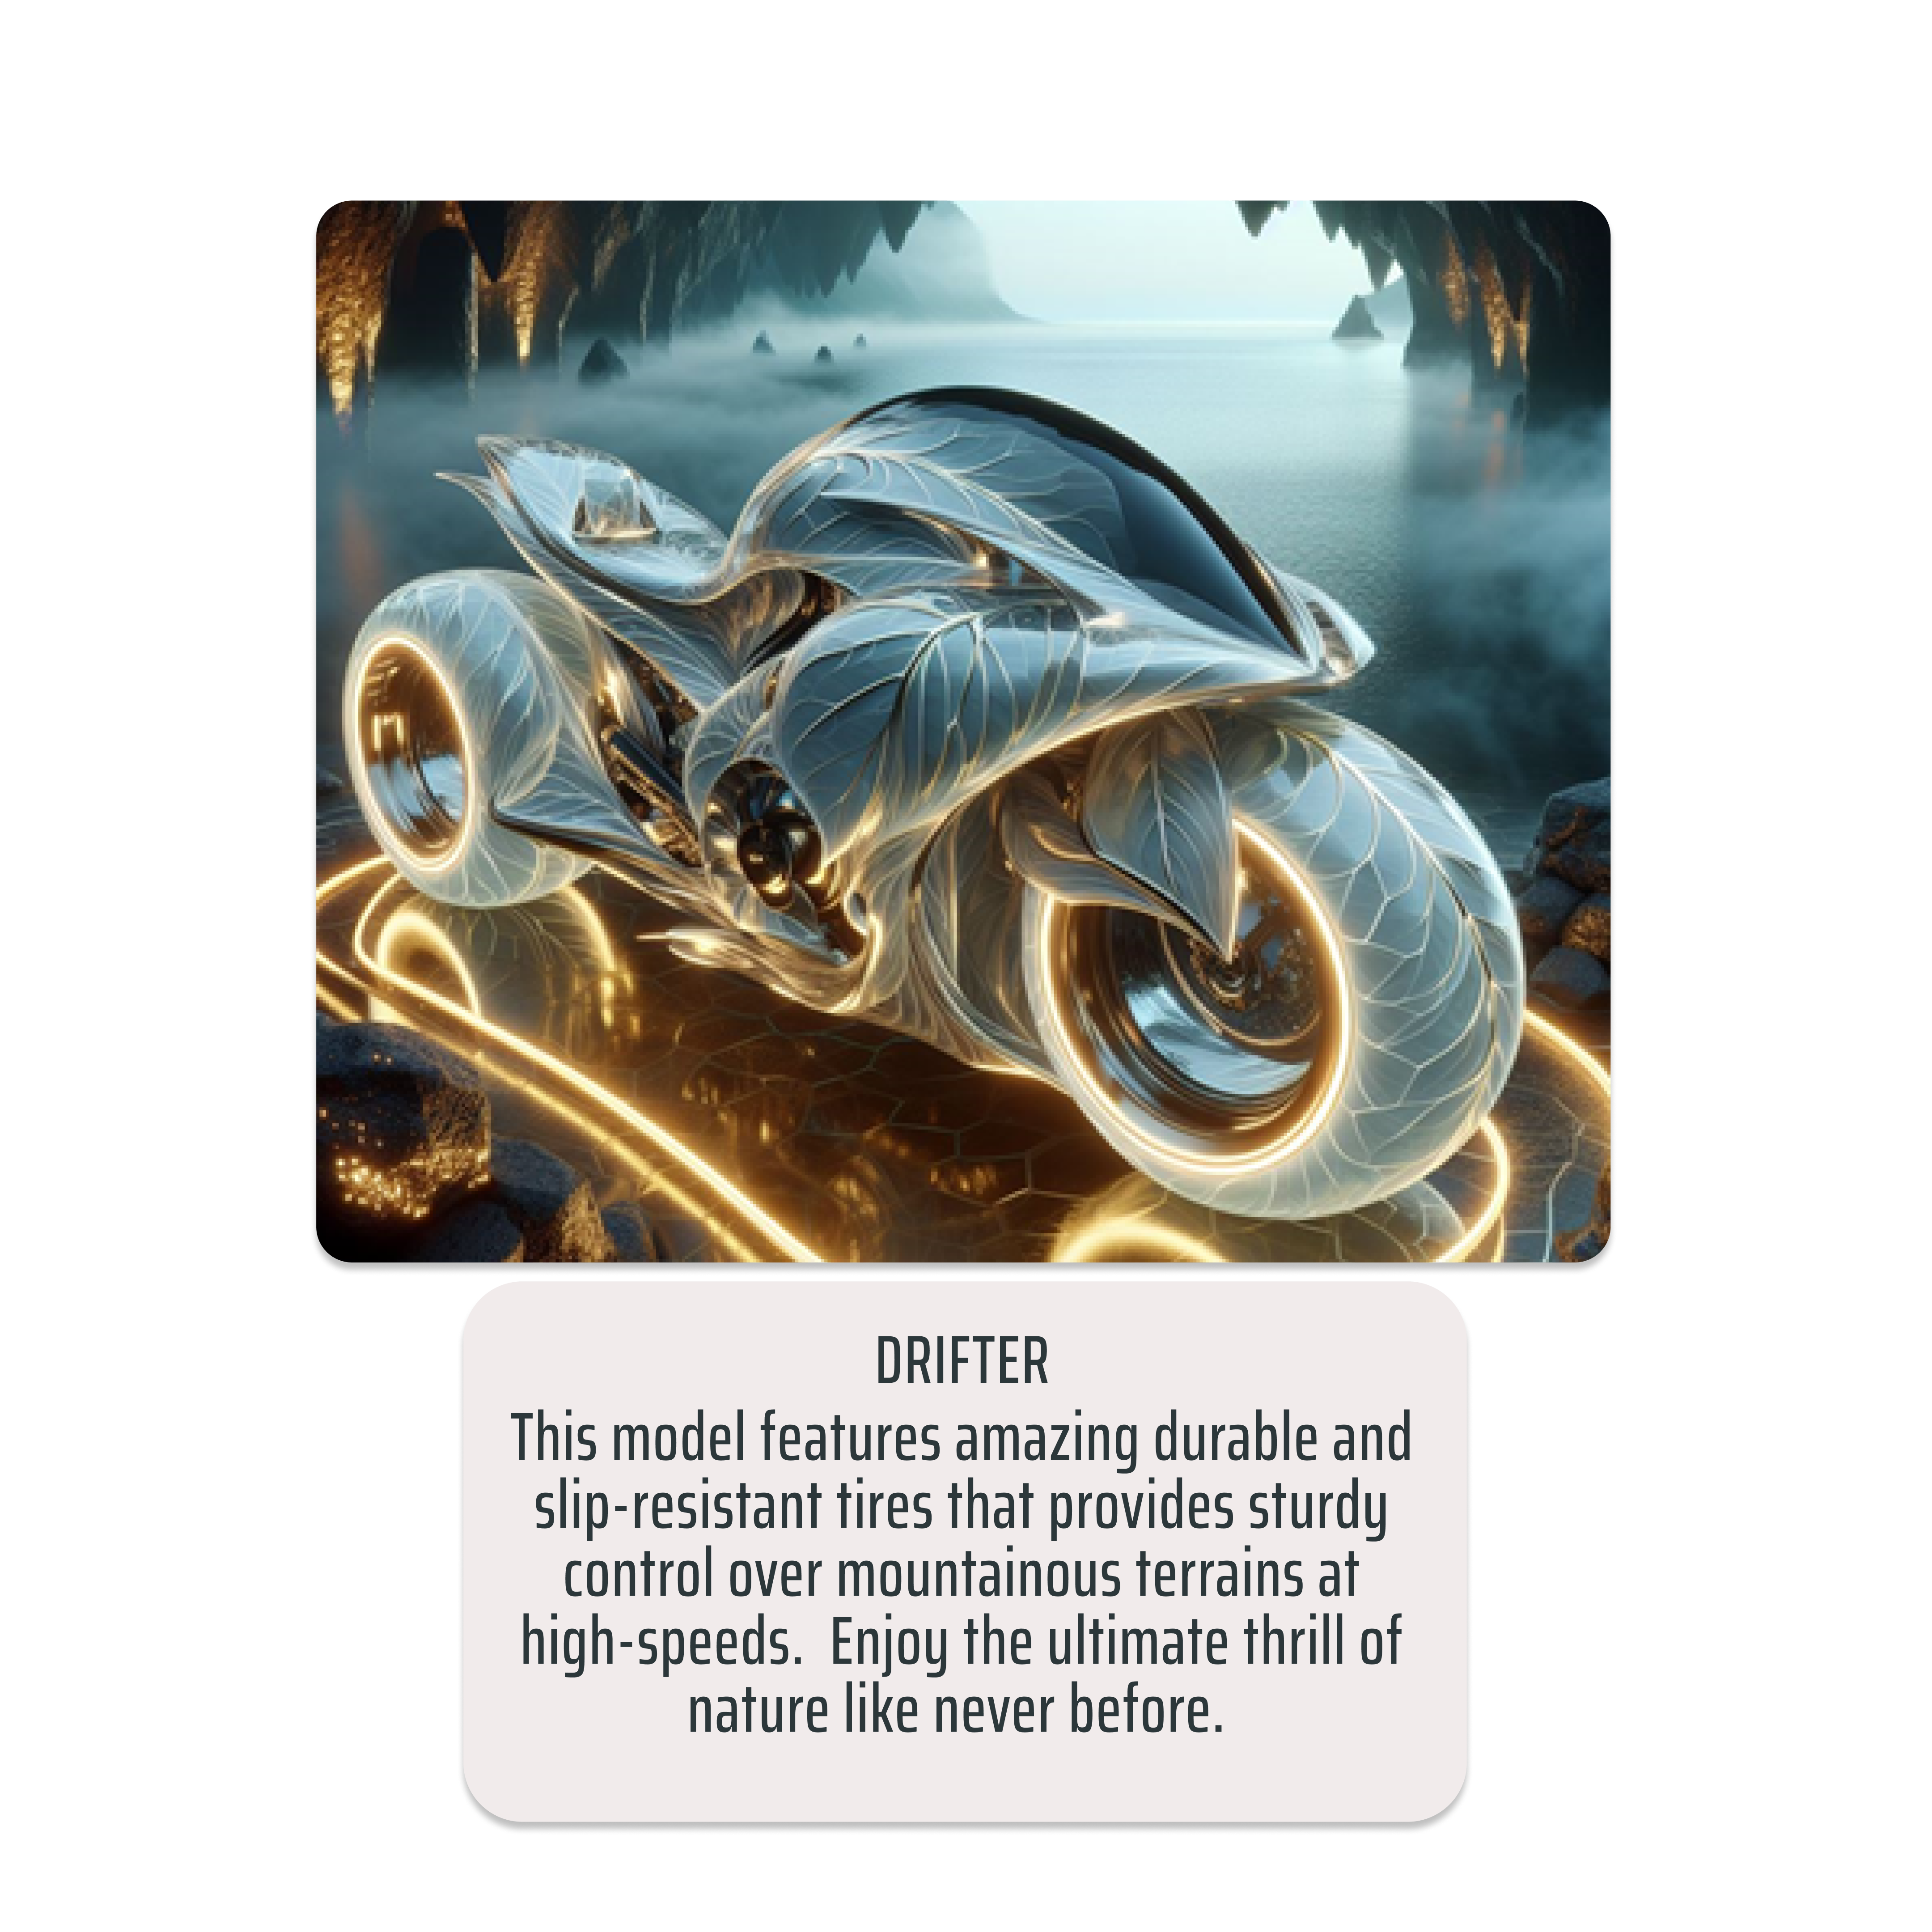 DRIFTER
This model features amazing durable and
slip-resistant tires that provides sturdy
control over mountainous terrains at
high-speeds.  Enjoy the ultimate thrill of
nature like never before.